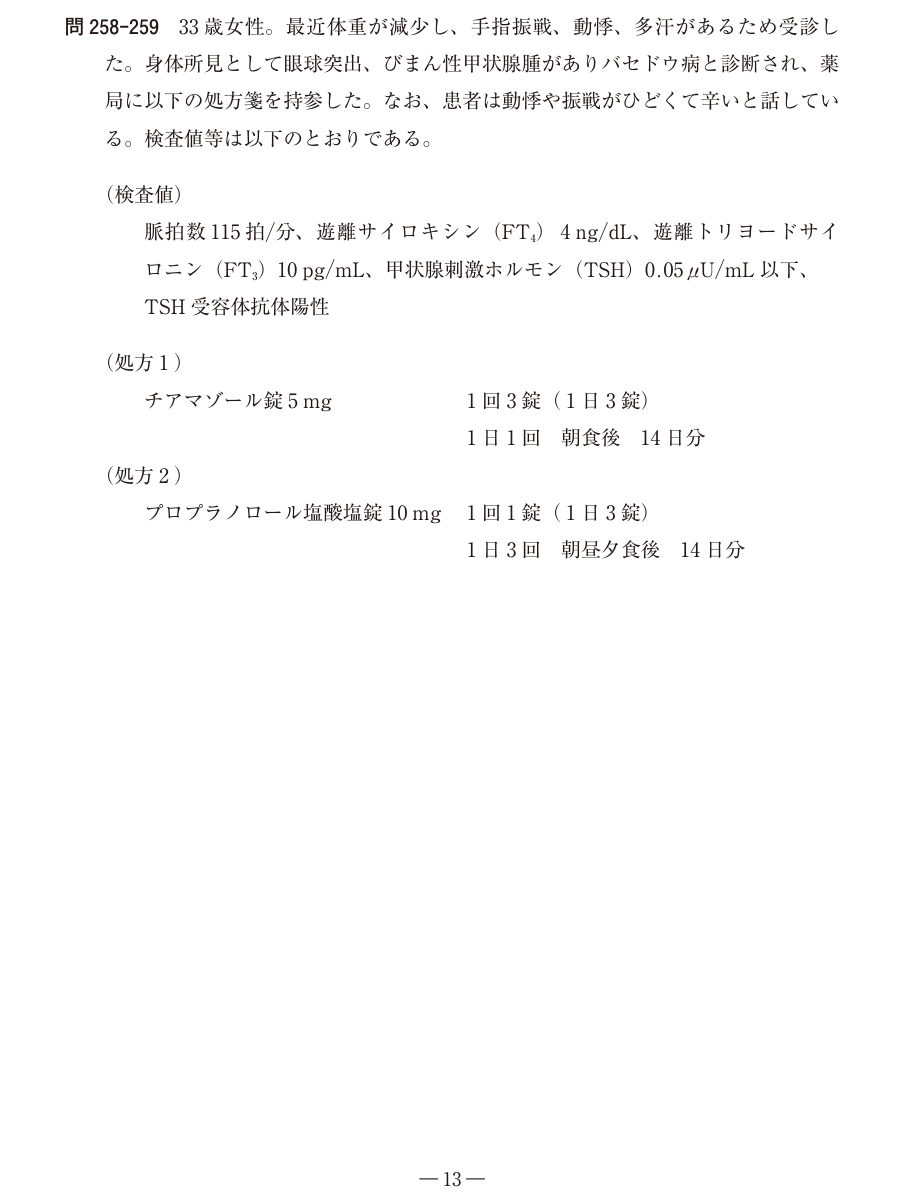 問 258-259　33 歳女性。最近体重が減少し、手指振戦、動悸、多汗があるため受診し
た。身体所見として眼球突出、びまん性甲状腺腫がありバセドウ病と診断され、薬
局に以下の処方箋を持参した。なお、患者は動悸や振戦がひどくて辛いと話してい
る。検査値等は以下のとおりである。
（検査値）
脈拍数 115 拍/分、遊離サイロキシン（FT₄） 4 ng/dL、遊離トリヨードサイ
ロニン（FT₃）10 pg/mL、甲状腺刺激ホルモン（TSH）0.05 μU/mL 以下、
TSH 受容体抗体陽性
（処方 1 ）
チアマゾール錠 5 mg　1 回 3 錠（ 1 日 3 錠）
1 日 1 回　朝食後　14 日分
（処方 2 ）
プロプラノロール塩酸塩錠 10 mg　1 回 1 錠（ 1 日 3 錠）
1 日 3 回　朝昼夕食後　14 日分
― 13 ―